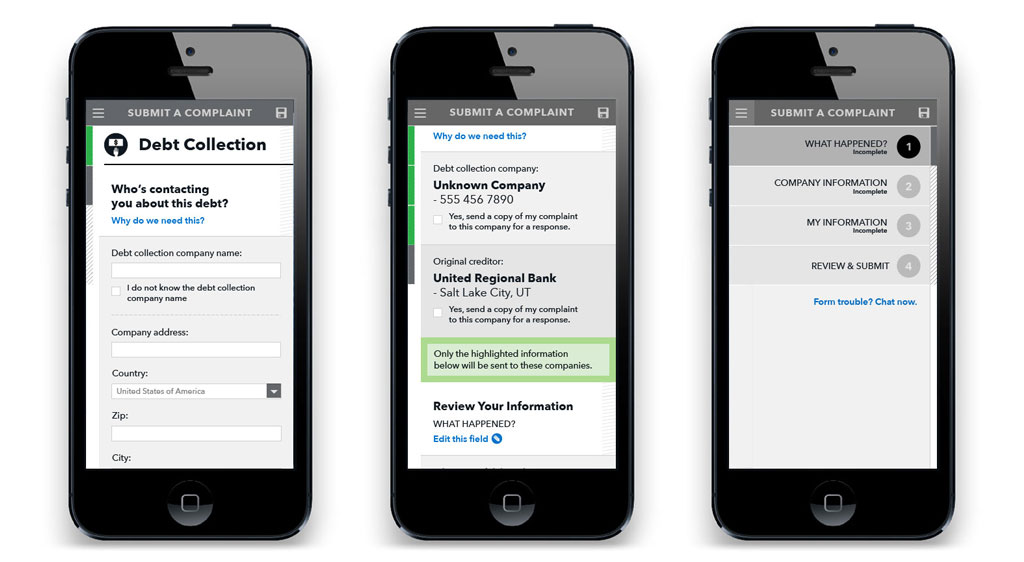 SUBMIT A COMPLAINT
Debt Collection
Who's contacting
you about this debt?
Why do we need this?
Debt collection company name:
I do not know the debt collection
company name
Company address:
Country:
United States of America
Zip:
City:
SUBMIT A COMPLAINT
Why do we need this?
Debt collection company:
Unknown Company
- 555 456 7890
Yes, send a copy of my complaint
to this company for a response.
Original creditor:
United Regional Bank
- Salt Lake City, UT
Yes, send a copy of my complaint
to this company for a response.
Only the highlighted information
below will be sent to these companies.
Review Your Information
WHAT HAPPENED?
Edit this field
SUBMIT A COMPLAINT
WHAT HAPPENED? 1
Incomplete
COMPANY INFORMATION 2
Incomplete
MY INFORMATION 3
Incomplete
REVIEW & SUBMIT 4
Form trouble? Chat now.